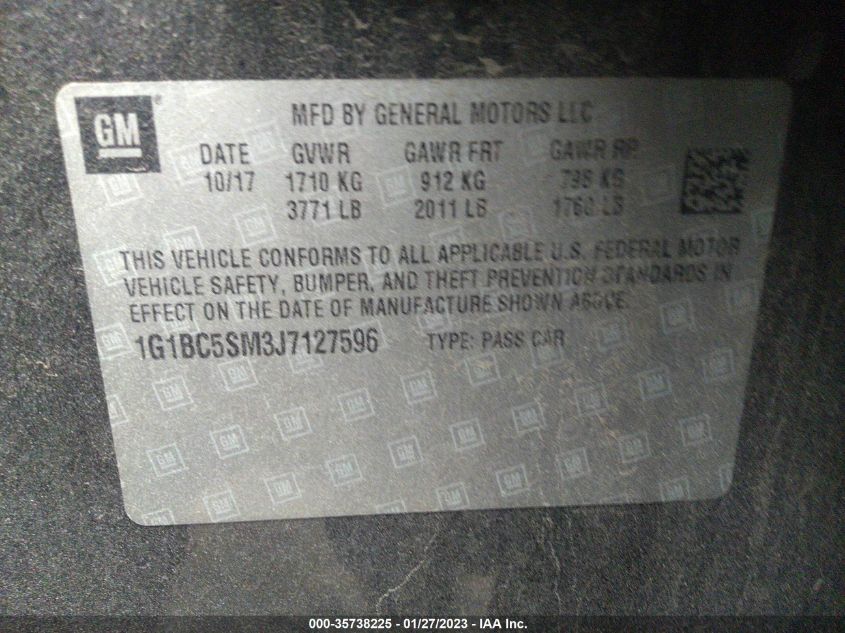 GM
MFD BY GENERAL MOTORS LLC
DATE GVWR GAWR FRT GAWR RR
10/17 1710 KG 912 KG KG
3771 LB 2011 LB LB
THIS VEHICLE CONFORMS TO ALL APPLICABLE U.S. FEDERAL MOTOR
VEHICLE SAFETY, BUMPER, AND THEFT PREVENTION STANDARDS IN
EFFECT ON THE DATE OF MANUFACTURE SHOWN ABOVE.
1G1BC5SM3J7127596 TYPE: PASS CAR
000-35738225 - 01/27/2023 - IAA Inc.